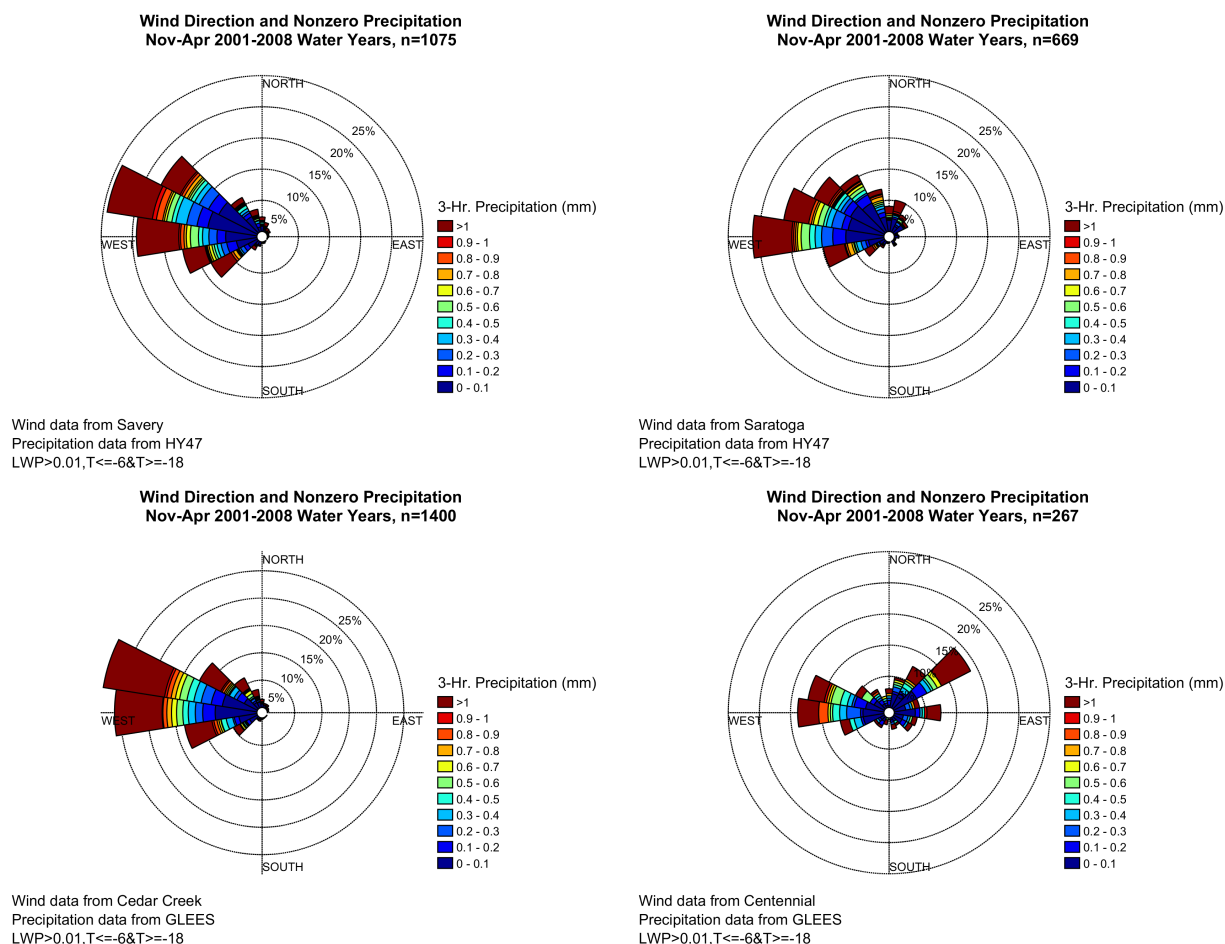 Wind Direction and Nonzero Precipitation
Nov-Apr 2001-2008 Water Years, n=1075
NORTH
25%
20%
15%
10%
5%
WEST
EAST
SOUTH
3-Hr. Precipitation (mm)
>1
0.9 - 1
0.8 - 0.9
0.7 - 0.8
0.6 - 0.7
0.5 - 0.6
0.4 - 0.5
0.3 - 0.4
0.2 - 0.3
0.1 - 0.2
0 - 0.1
Wind data from Savery
Precipitation data from HY47
LWP>0.01,T<=-6&T>=-18
Wind Direction and Nonzero Precipitation
Nov-Apr 2001-2008 Water Years, n=669
NORTH
25%
20%
15%
10%
WEST
EAST
SOUTH
3-Hr. Precipitation (mm)
>1
0.9 - 1
0.8 - 0.9
0.7 - 0.8
0.6 - 0.7
0.5 - 0.6
0.4 - 0.5
0.3 - 0.4
0.2 - 0.3
0.1 - 0.2
0 - 0.1
Wind data from Saratoga
Precipitation data from HY47
LWP>0.01,T<=-6&T>=-18
Wind Direction and Nonzero Precipitation
Nov-Apr 2001-2008 Water Years, n=1400
NORTH
25%
20%
15%
10%
5%
WEST
EAST
SOUTH
3-Hr. Precipitation (mm)
>1
0.9 - 1
0.8 - 0.9
0.7 - 0.8
0.6 - 0.7
0.5 - 0.6
0.4 - 0.5
0.3 - 0.4
0.2 - 0.3
0.1 - 0.2
0 - 0.1
Wind data from Cedar Creek
Precipitation data from GLEES
LWP>0.01,T<=-6&T>=-18
Wind Direction and Nonzero Precipitation
Nov-Apr 2001-2008 Water Years, n=267
NORTH
25%
20%
15%
10%
WEST
EAST
SOUTH
3-Hr. Precipitation (mm)
>1
0.9 - 1
0.8 - 0.9
0.7 - 0.8
0.6 - 0.7
0.5 - 0.6
0.4 - 0.5
0.3 - 0.4
0.2 - 0.3
0.1 - 0.2
0 - 0.1
Wind data from Centennial
Precipitation data from GLEES
LWP>0.01,T<=-6&T>=-18